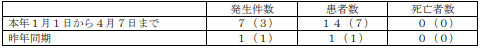 発生件数 患者数 死亡者数
本年１月１日から４月７日まで ７（３） １４（７） ０（０）
昨年同期 １（１） １（１） ０（０）